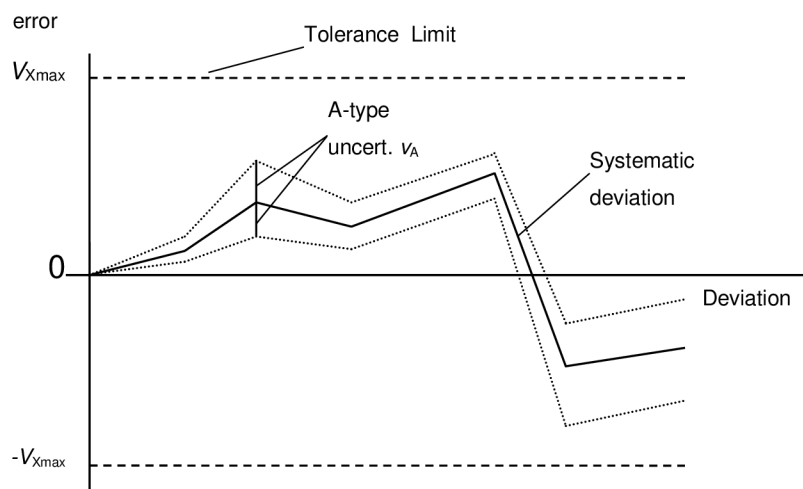 error
Tolerance Limit
VXmax
A-type
uncert. vA
Systematic
deviation
0
Deviation
-VXmax